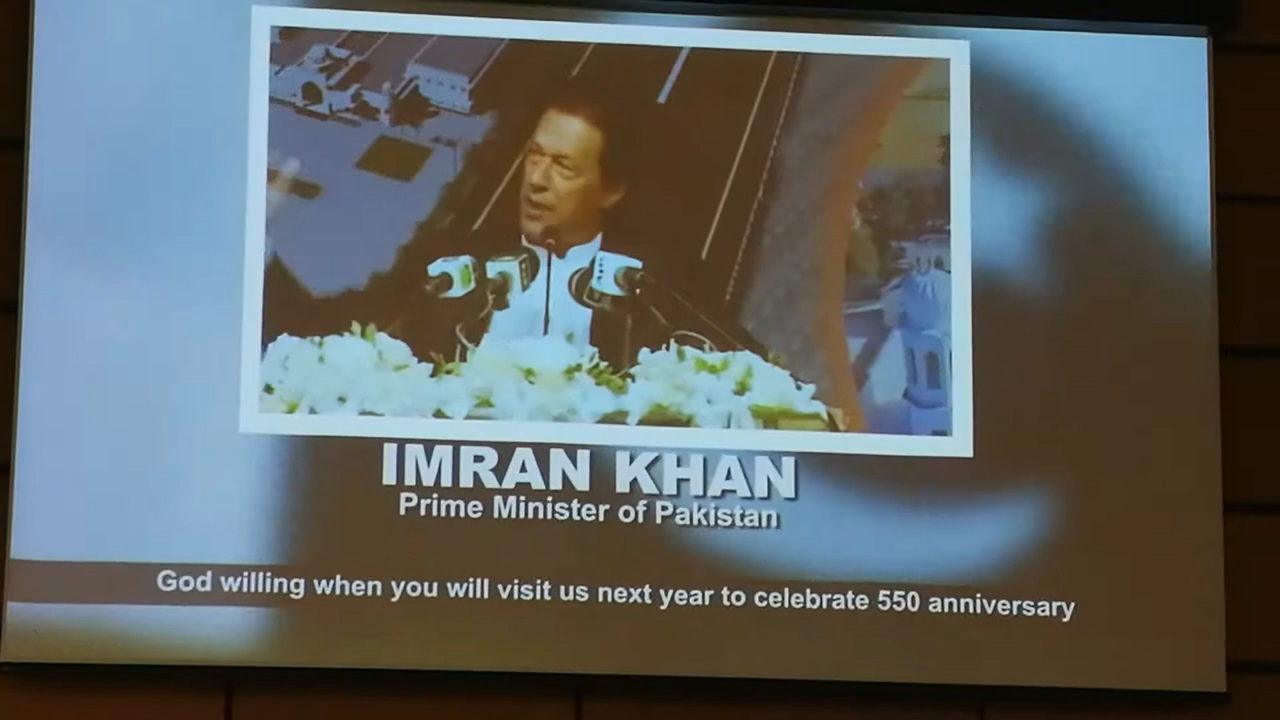 IMRAN KHAN
Prime Minister of Pakistan
God willing when you will visit us next year to celebrate 550 anniversary